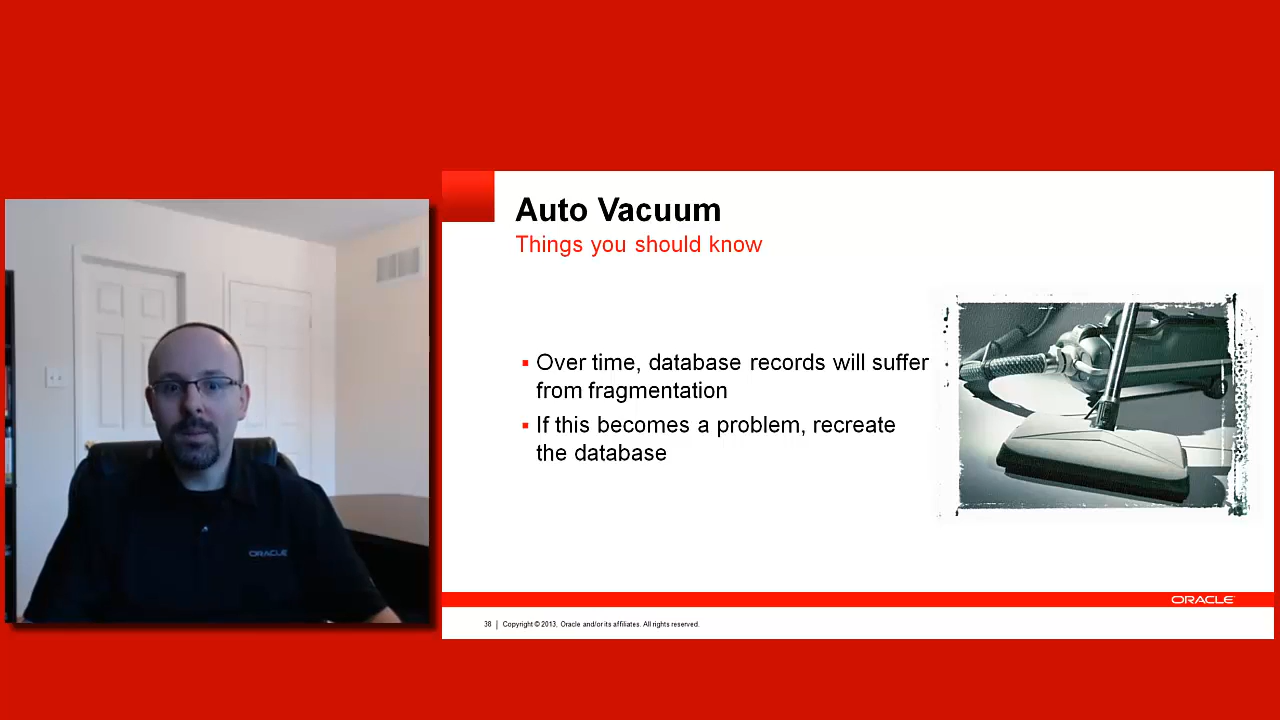 Auto Vacuum
Things you should know
▪ Over time, database records will suffer
from fragmentation
▪ If this becomes a problem, recreate
the database
ORACLE
ORACLE
38 | Copyright © 2013, Oracle and/or its affiliates. All rights reserved.